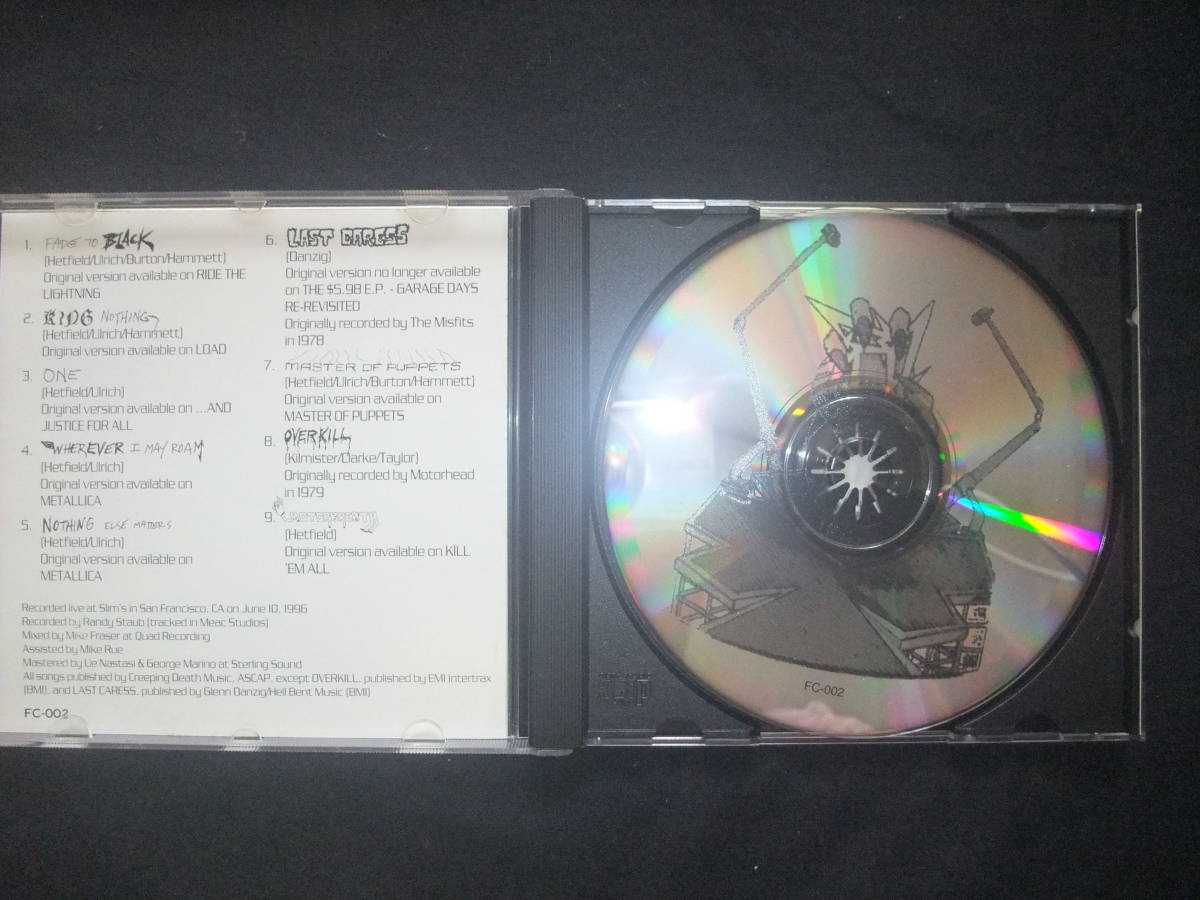 1. FADE TO BLACK
(Hetfield/Ulrich/Burton/Hammett)
Original version available on RIDE THE
LIGHTNING
2. KING NOTHING
(Hetfield/Ulrich/Hammett)
Original version available on LOAD
3. ONE
(Hetfield/Ulrich)
Original version available on ...AND
JUSTICE FOR ALL
4. WHEREVER I MAY ROAM
(Hetfield/Ulrich)
Original version available on
METALLICA
5. NOTHING ELSE MATTERS
(Hetfield/Ulrich)
Original version available on
METALLICA
6. LAST CARESS
(Danzig)
Original version no longer available
on THE $5.98 E.P. - GARAGE DAYS
RE-REVISITED
Originally recorded by The Misfits
in 1978
7. MASTER OF PUPPETS
(Hetfield/Ulrich/Burton/Hammett)
Original version available on
MASTER OF PUPPETS
8. OVERKILL
(Kilmister/Clarke/Taylor)
Originally recorded by Motorhead
in 1979
9.
(Hetfield)
Original version available on KILL
'EM ALL
Recorded live at Slim's in San Francisco, CA on June 10, 1996
Recorded by Randy Staub (tracked in Meac Studios)
Mixed by Mike Fraser at Quad Recording
Assisted by Mike Rue
Mastered by Ue Nastasi & George Marino at Sterling Sound
All songs published by Creeping Death Music, ASCAP, except OVERKILL, published by EMI Intertrax
(BMI), and LAST CARESS, published by Glenn Danzig/Hell Bent Music (BMI)
FC-002
FC-002